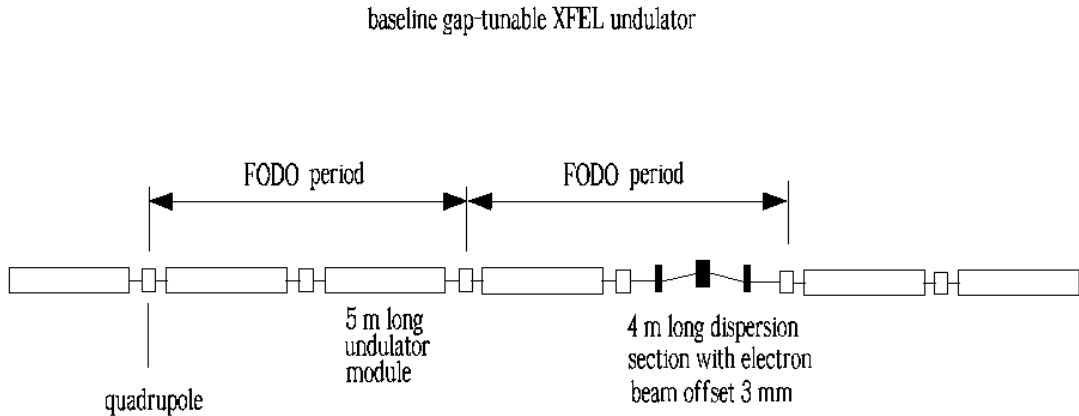 baseline gap-tunable XFEL undulator
FODO period
FODO period
5 m long
undulator
module
4 m long dispersion
section with electron
beam offset 3 mm
quadrupole